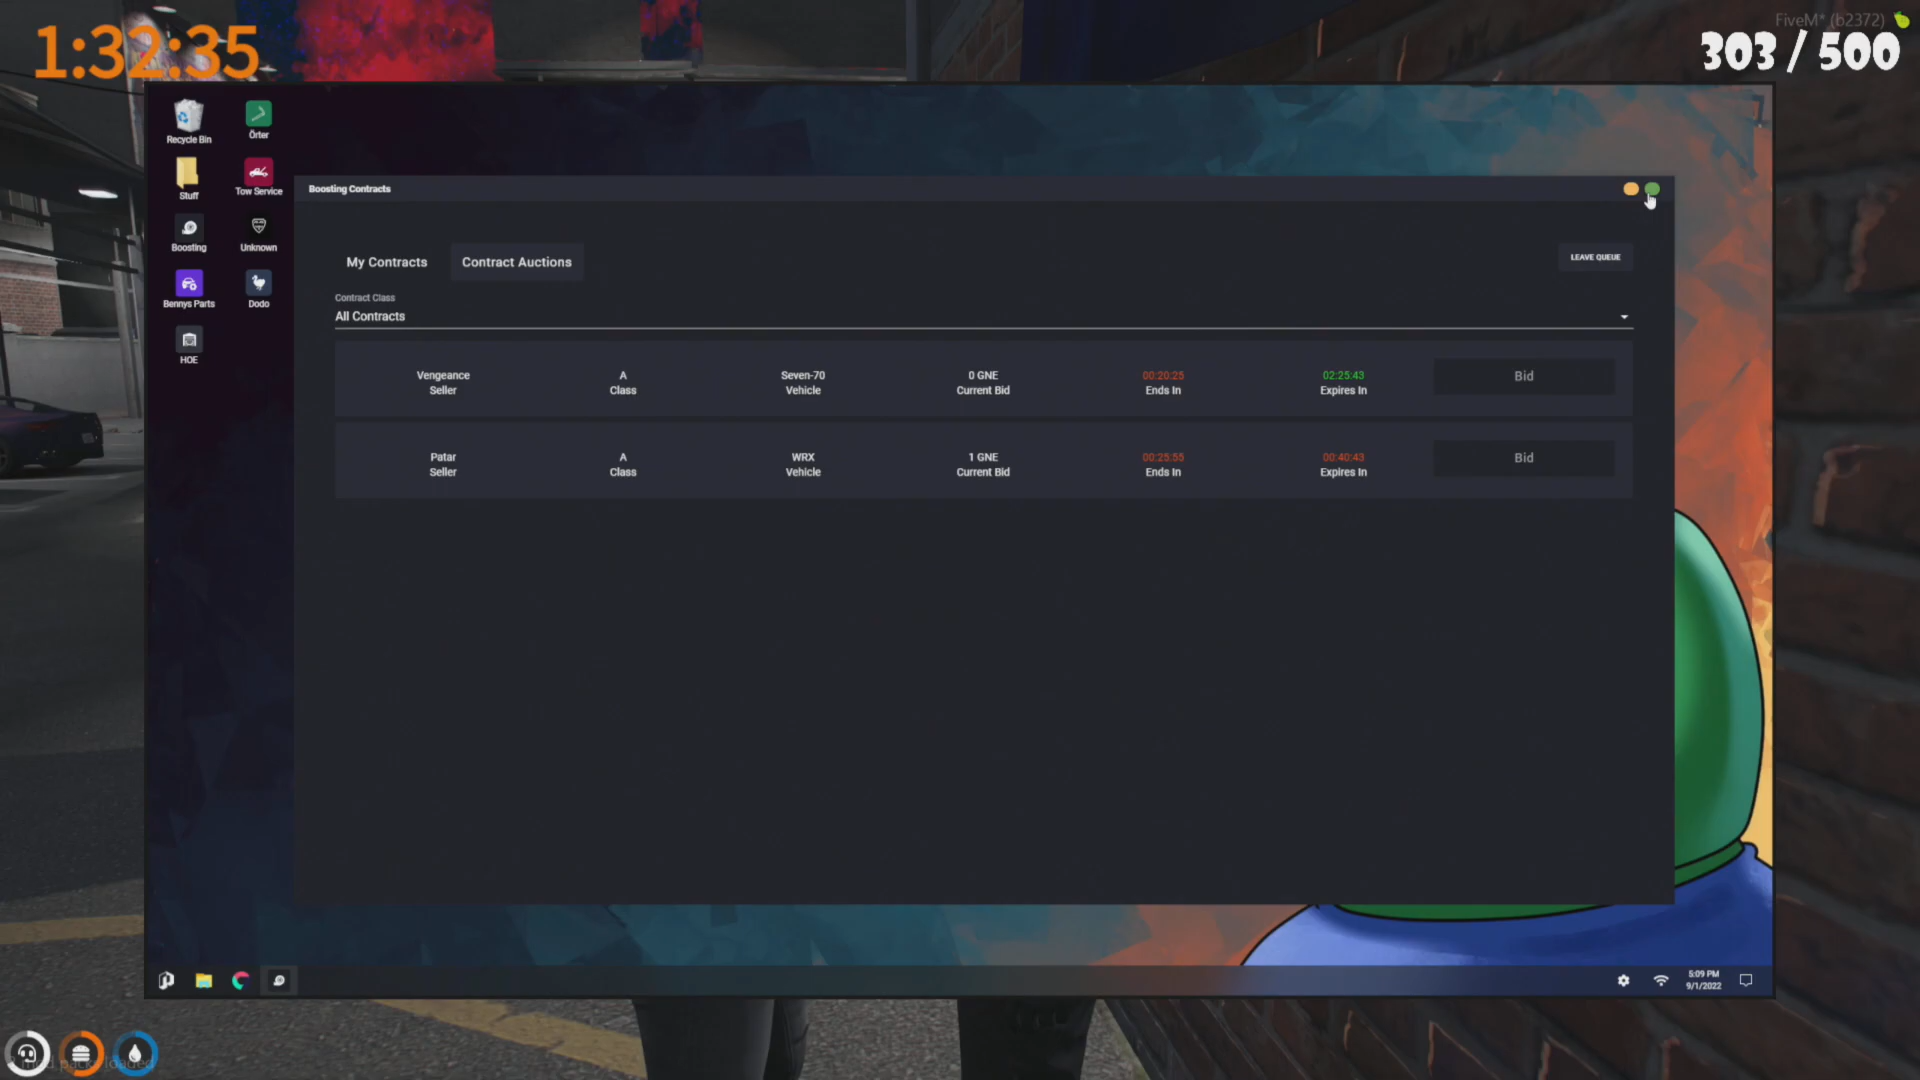 1:32:35
FiveM* (b2372)
303 / 500
Recycle Bin
Örter
Stuff
Tow Service
Boosting
Unknown
Bennys Parts
Dodo
HOE
Boosting Contracts
My Contracts
Contract Auctions
LEAVE QUEUE
Contract Class
All Contracts
Vengeance
Seller
A
Class
Seven-70
Vehicle
0 GNE
Current Bid
00:20:25
Ends In
02:25:43
Expires In
Bid
Patar
Seller
A
Class
WRX
Vehicle
1 GNE
Current Bid
00:25:55
Ends In
00:40:43
Expires In
Bid
5:09 PM
9/1/2022